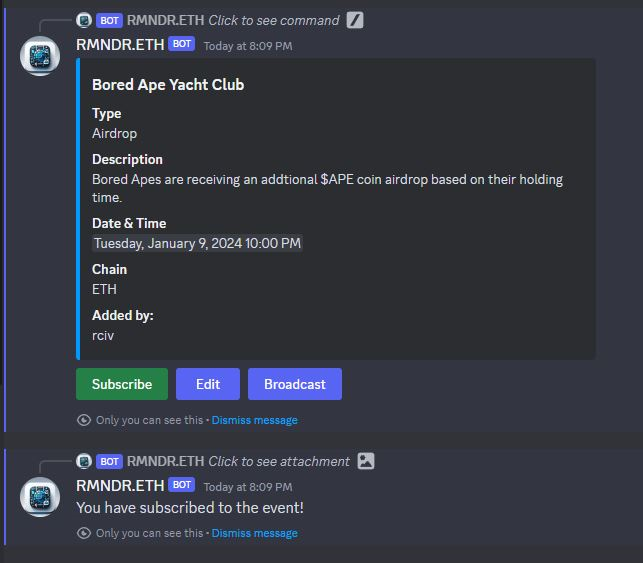 BOT RMNDR.ETH Click to see command
RMNDR.ETH BOT Today at 8:09 PM
Bored Ape Yacht Club
Type
Airdrop
Description
Bored Apes are receiving an addtional $APE coin airdrop based on their holding
time.
Date & Time
Tuesday, January 9, 2024 10:00 PM
Chain
ETH
Added by:
rciv
Subscribe Edit Broadcast
Only you can see this • Dismiss message
BOT RMNDR.ETH Click to see attachment
RMNDR.ETH BOT Today at 8:09 PM
You have subscribed to the event!
Only you can see this • Dismiss message